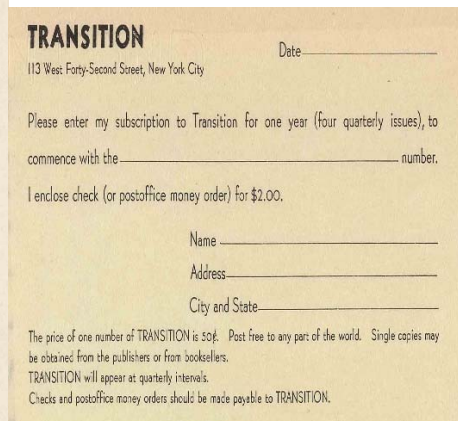 TRANSITION
Date
113 West Forty-Second Street, New York City
Please enter my subscription to Transition for one year (four quarterly issues), to
commence with the number.
I enclose check (or postoffice money order) for $2.00.
Name
Address
City and State
The price of one number of TRANSITION is 50¢. Post free to any part of the world. Single copies may
be obtained from the publishers or from booksellers.
TRANSITION will appear at quarterly intervals.
Checks and postoffice money orders should be made payable to TRANSITION.